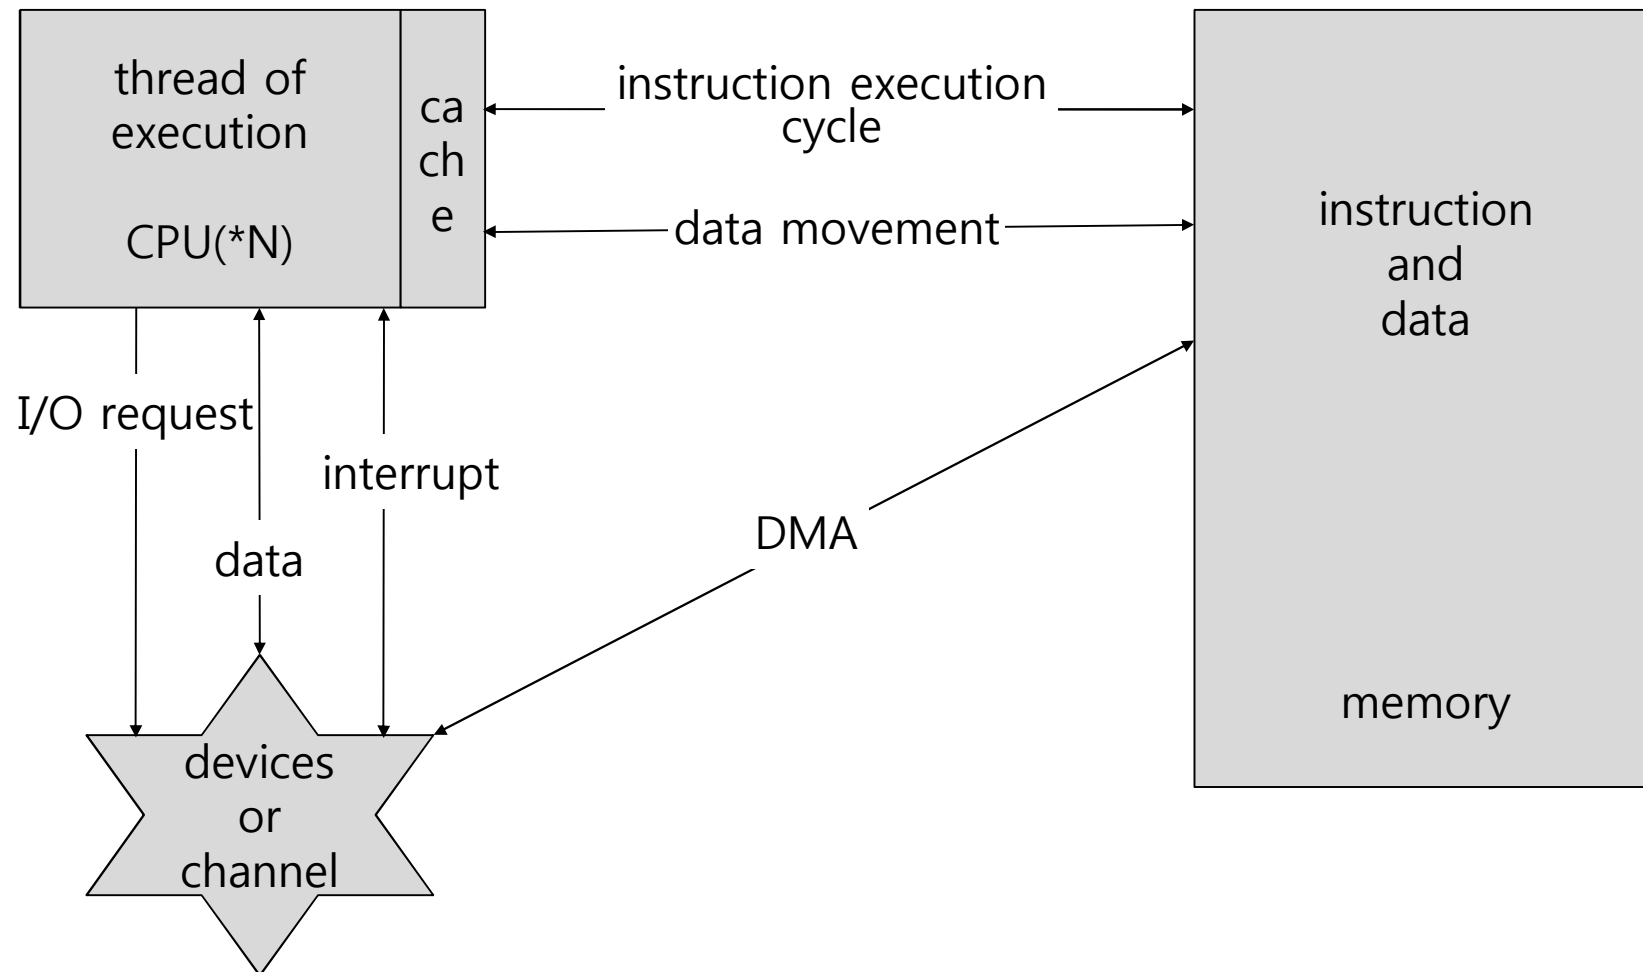 thread of
execution
CPU(*N)
ca
ch
e
instruction execution
cycle
data movement
instruction
and
data
memory
I/O request
interrupt
data
DMA
devices
or
channel